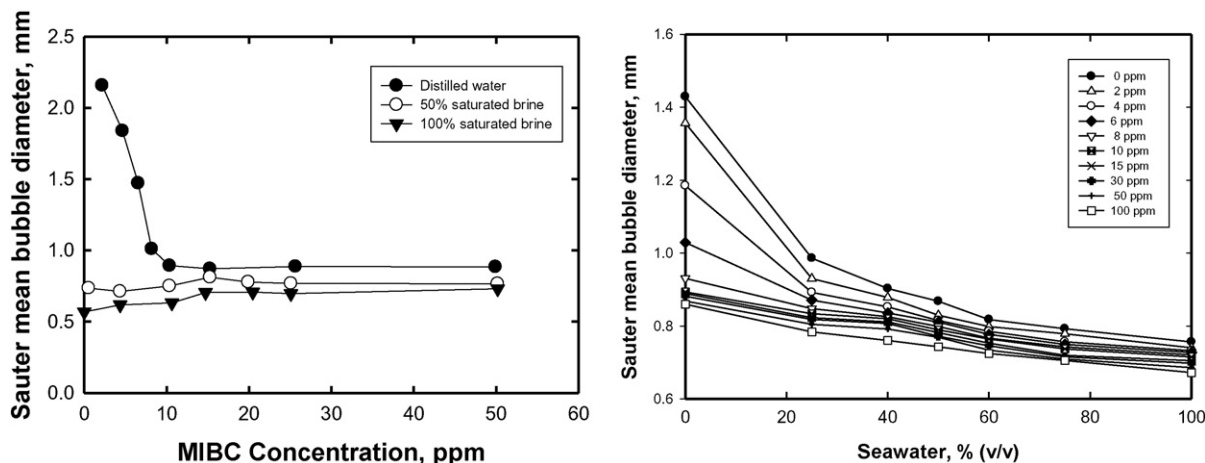 Sauter mean bubble diameter, mm
2.5
2.0
1.5
1.0
0.5
0.0
0
10
20
30
40
50
60
MIBC Concentration, ppm
Distilled water
50% saturated brine
100% saturated brine
Sauter mean bubble diameter, mm
1.6
1.4
1.2
1.0
0.8
0.6
0
20
40
60
80
100
Seawater, % (v/v)
0 ppm
2 ppm
4 ppm
6 ppm
8 ppm
10 ppm
15 ppm
30 ppm
50 ppm
100 ppm